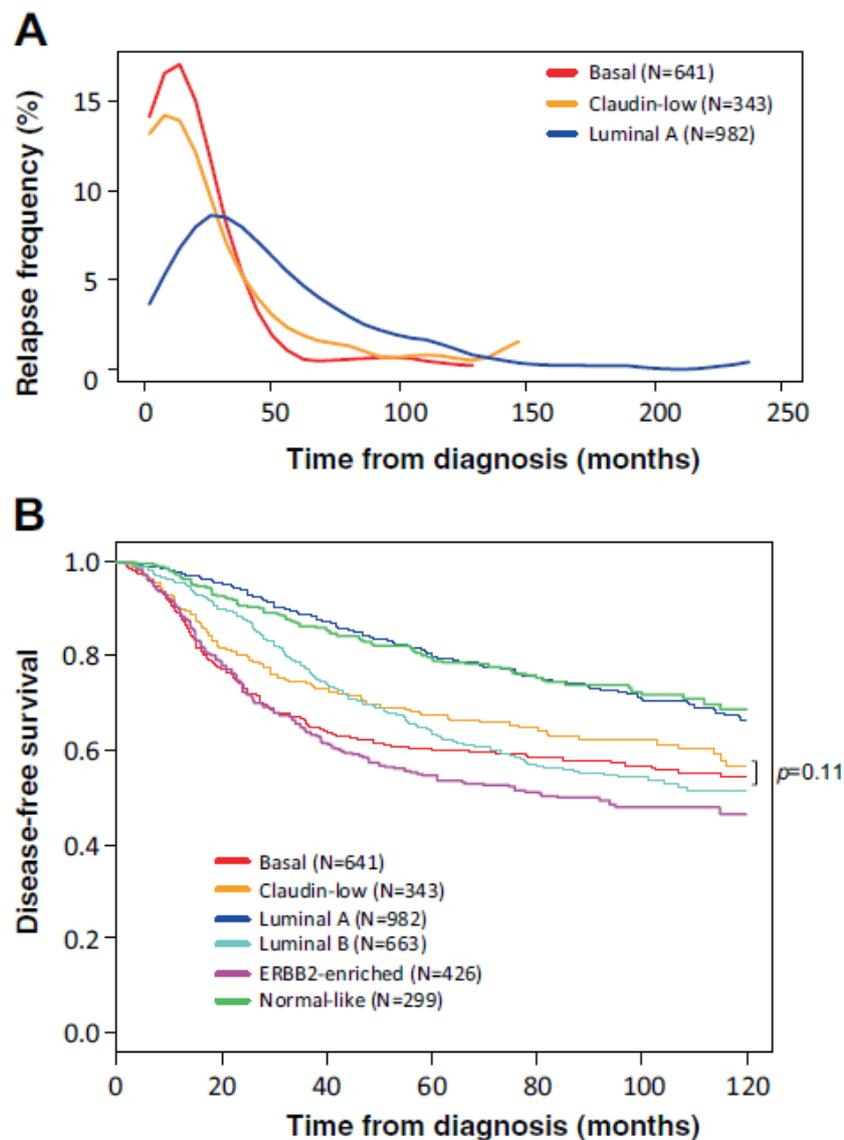 A
Relapse frequency (%)
15
10
5
0
Basal (N=641)
Claudin-low (N=343)
Luminal A (N=982)
0 50 100 150 200 250
Time from diagnosis (months)
B
Disease-free survival
1.0
0.8
0.6
0.4
0.2
0.0
p=0.11
Basal (N=641)
Claudin-low (N=343)
Luminal A (N=982)
Luminal B (N=663)
ERBB2-enriched (N=426)
Normal-like (N=299)
0 20 40 60 80 100 120
Time from diagnosis (months)